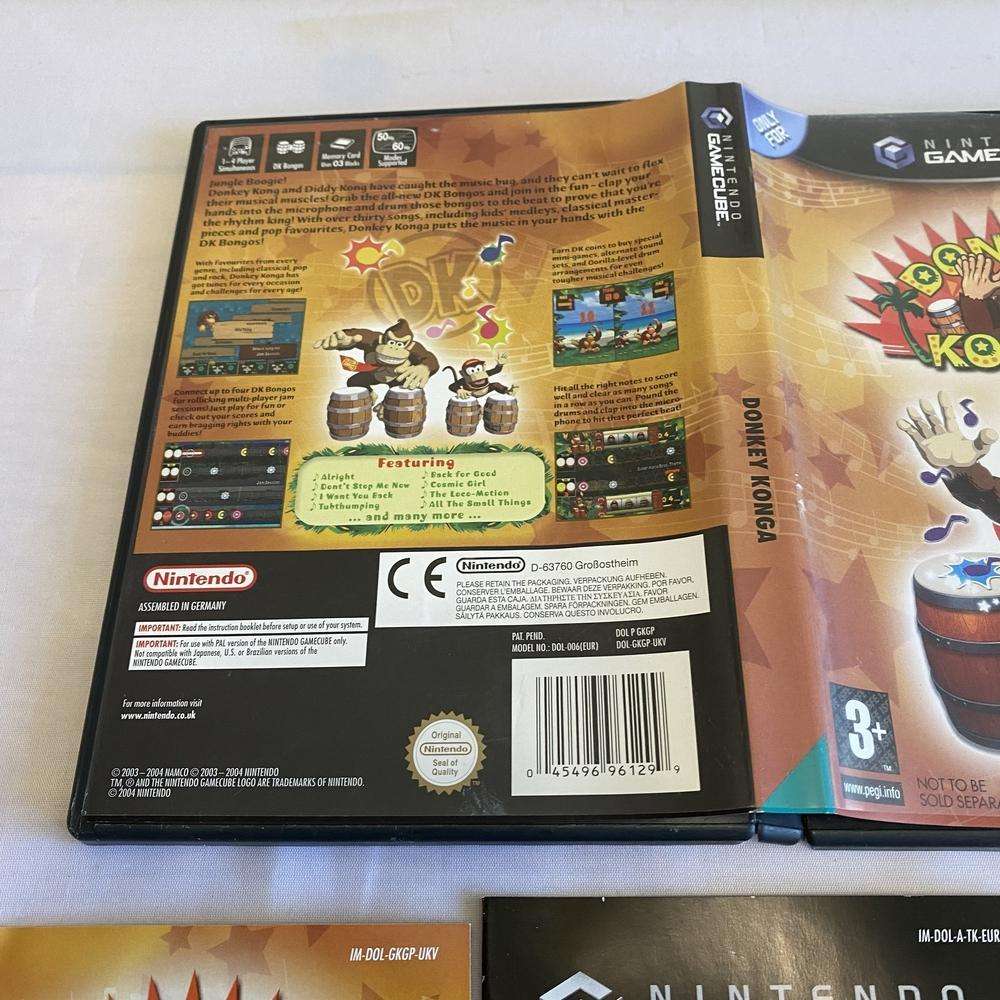 1-4 Player
Simultaneous
DK Bongos
Memory Card
Uses 03 Blocks
50Hz
60Hz
Modes
Supported
Jungle Boogie!
Donkey Kong and Diddy Kong have caught the music bug, and they can't wait to flex
their musical muscles! Grab the all-new DK Bongos and join in the fun - clap your
hands into the microphone and drum those bongos to the beat to prove that you're
the rhythm king! With over thirty songs, including kids' medleys, classical master-
pieces and pop favourites, Donkey Konga puts the music in your hands with the
DK Bongos!
With favourites from every
genre, including classical, pop
and rock, Donkey Konga has
got tunes for every occasion
and challenges for every age!
Connect up to four DK Bongos
for rollicking multi-player jam
sessions! Just play for fun or
check out your scores and
earn bragging rights with your
buddies!
DK
Earn DK coins to buy special
mini-games, alternate sound
sets, and Gorilla-level drum
arrangements for even
tougher musical challenges!
Hit all the right notes to score
well and clear as many songs
in a row as you can. Pound the
drums and clap into the micro-
phone to hit that perfect beat!
Featuring
Alright
Don't Stop Me Now
I Want You Back
Tubthumping
Back for Good
Cosmic Girl
The Loco-Motion
All The Small Things
... and many more ...
Nintendo®
ASSEMBLED IN GERMANY
IMPORTANT: Read the instruction booklet before setup or use of your system.
IMPORTANT: For use with PAL version of the NINTENDO GAMECUBE only.
Not compatible with Japanese, U.S. or Brazilian versions of the
NINTENDO GAMECUBE.
For more information visit
www.nintendo.co.uk
© 2003 - 2004 NAMCO © 2003 - 2004 NINTENDO
TM, ® AND THE NINTENDO GAMECUBE LOGO ARE TRADEMARKS OF NINTENDO.
© 2004 NINTENDO
CE
Nintendo® D-63760 Großostheim
PLEASE RETAIN THE PACKAGING. VERPACKUNG AUFHEBEN.
CONSERVER L'EMBALLAGE. BEWAAR DEZE VERPAKKING. POR FAVOR,
GUARDA ESTA CAJA. ΔΙΑΤΗΡΗΣΤΕ ΤΗΝ ΣΥΣΚΕΥΑΣΙΑ. FAVOR
GUARDAR A EMBALAGEM. SPARA FÖRPACKNINGEN. GEM EMBALLAGEN.
SÄILYTÄ PAKKAUS. CONSERVA QUESTO INVOLUCRO.
PAT. PEND.
MODEL NO.: DOL-006(EUR)
DOL P GKGP
DOL-GKGP-UKV
Original
Nintendo
Seal of
Quality
0 45496 96129 9
NINTENDO
GAMECUBE™
DONKEY KONGA
ONLY
FOR
NINT
GAME
DON
KO
3+
™
www.pegi.info
NOT TO BE
SOLD SEPARA
IM-DOL-GKGP-UKV
IM-DOL-A-TK-EUR
NINTENDO